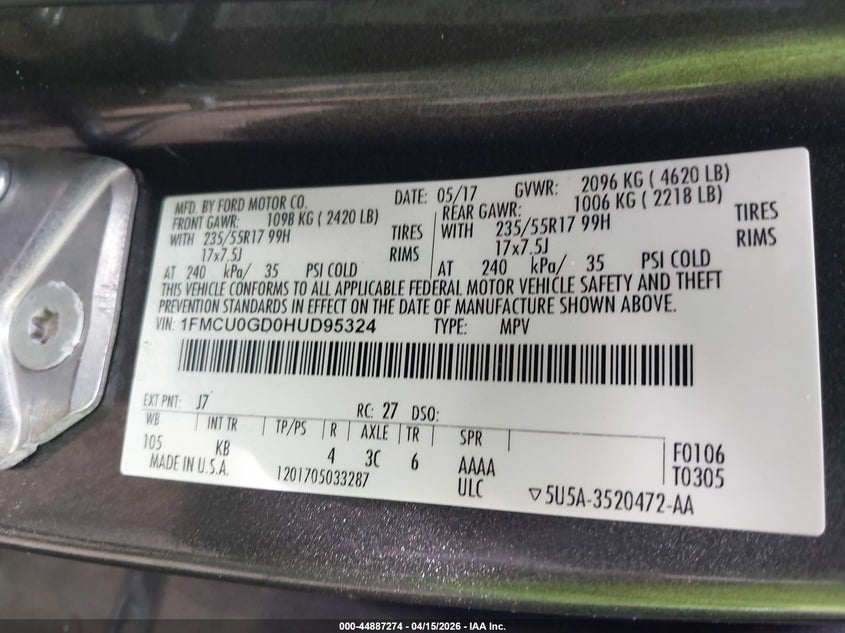 MFD. BY FORD MOTOR CO. DATE: 05/17 GVWR: 2096 KG ( 4620 LB)
FRONT GAWR: 1098 KG ( 2420 LB) REAR GAWR: 1006 KG ( 2218 LB)
WITH 235/55R17 99H TIRES WITH 235/55R17 99H TIRES
17x7.5J RIMS 17x7.5J RIMS
AT 240 kPa/ 35 PSI COLD AT 240 kPa/ 35 PSI COLD
THIS VEHICLE CONFORMS TO ALL APPLICABLE FEDERAL MOTOR VEHICLE SAFETY AND THEFT
PREVENTION STANDARDS IN EFFECT ON THE DATE OF MANUFACTURE SHOWN ABOVE.
VIN: 1FMCU0GD0HUD95324 TYPE: MPV
EXT PNT: J7 RC: 27 DSO:
WB INT TR TP/PS R AXLE TR SPR
105 KB 4 3C 6 AAAA F0106
MADE IN U.S.A. 1201705033287 ULC T0305
▽5U5A-3520472-AA
000-44887274 - 04/15/2026 - IAA Inc.